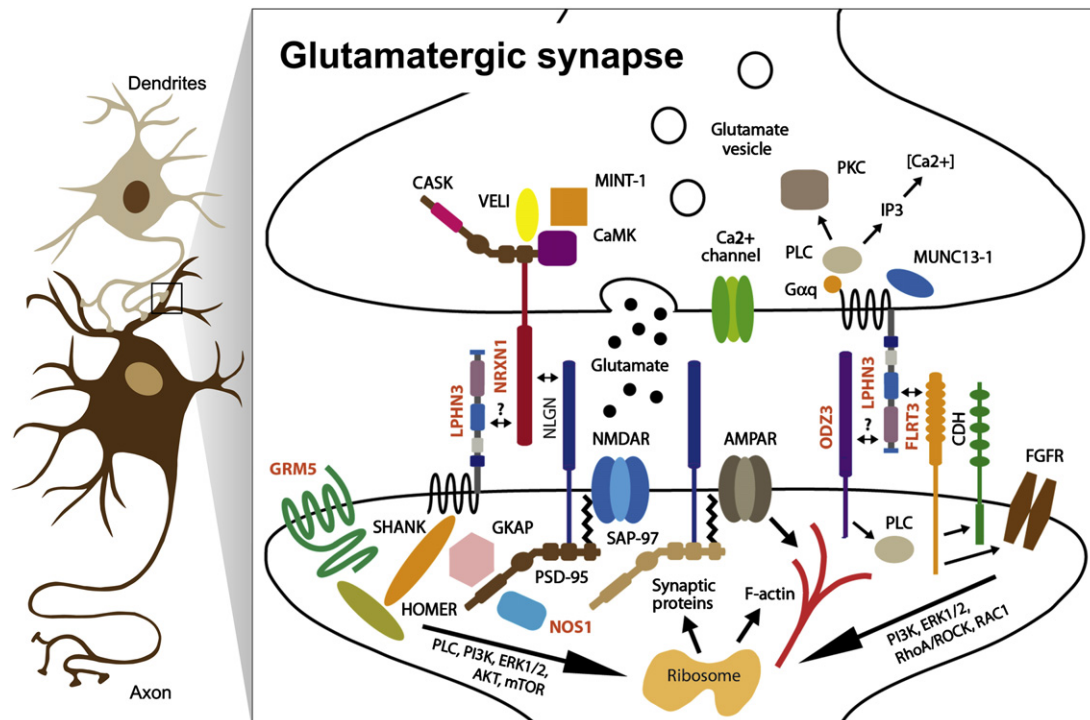 Glutamatergic synapse
Dendrites
Axon
Glutamate
vesicle
PKC
[Ca2+]
IP3
PLC
Gαq
MUNC13-1
CASK
VELI
MINT-1
CaMK
Ca2+
channel
Glutamate
LPHN3
?
NRXN1
NLGN
NMDAR
AMPAR
ODZ3
?
LPHN3
FLRT3
CDH
FGFR
GRM5
SHANK
GKAP
SAP-97
PSD-95
HOMER
NOS1
Synaptic
proteins
F-actin
PLC
PLC, PI3K, ERK1/2,
AKT, mTOR
Ribosome
PI3K, ERK1/2,
RhoA/ROCK, RAC1